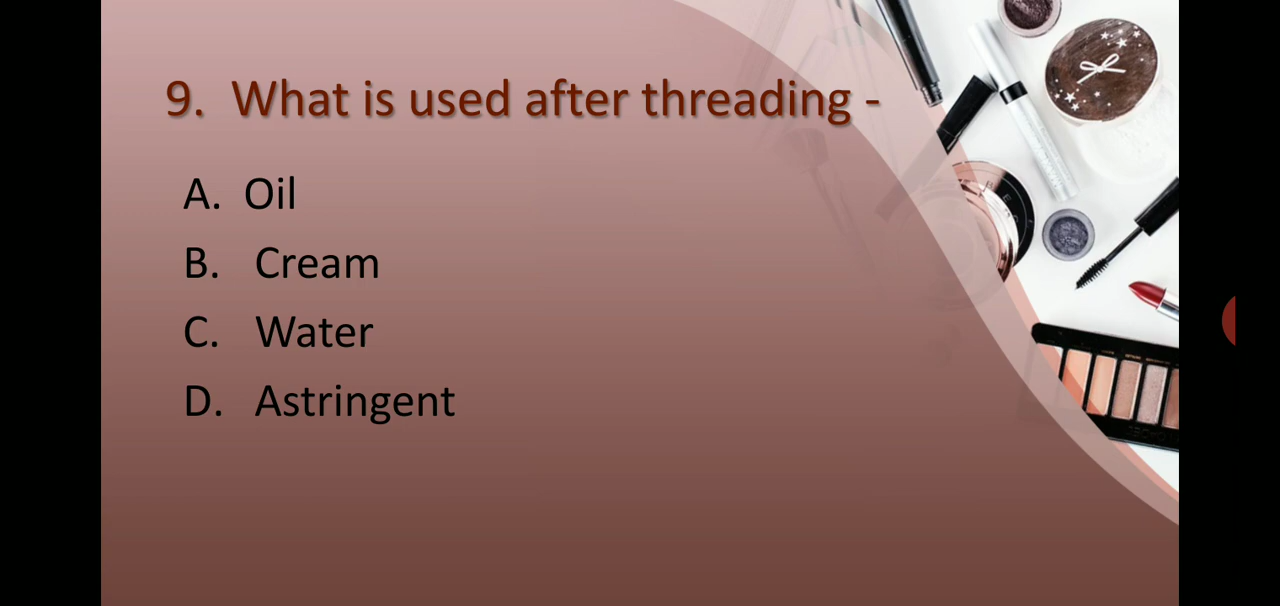 9. What is used after threading -
A. Oil
B. Cream
C. Water
D. Astringent